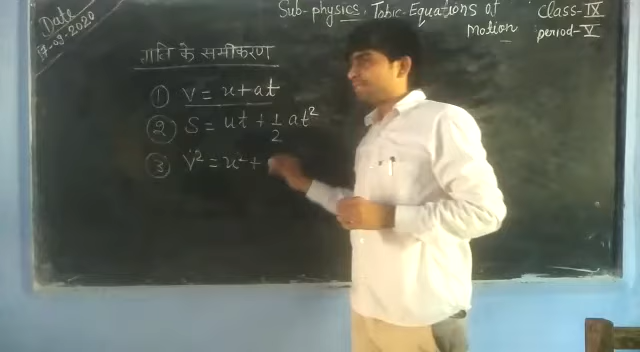 Date
17-09-2020
Sub-physics. Tobic-Equations of
Motion
Class-IX
period-V
गति के समीकरण
① V = u+at
② S = ut + 1/2 at²
③ V² = u² +